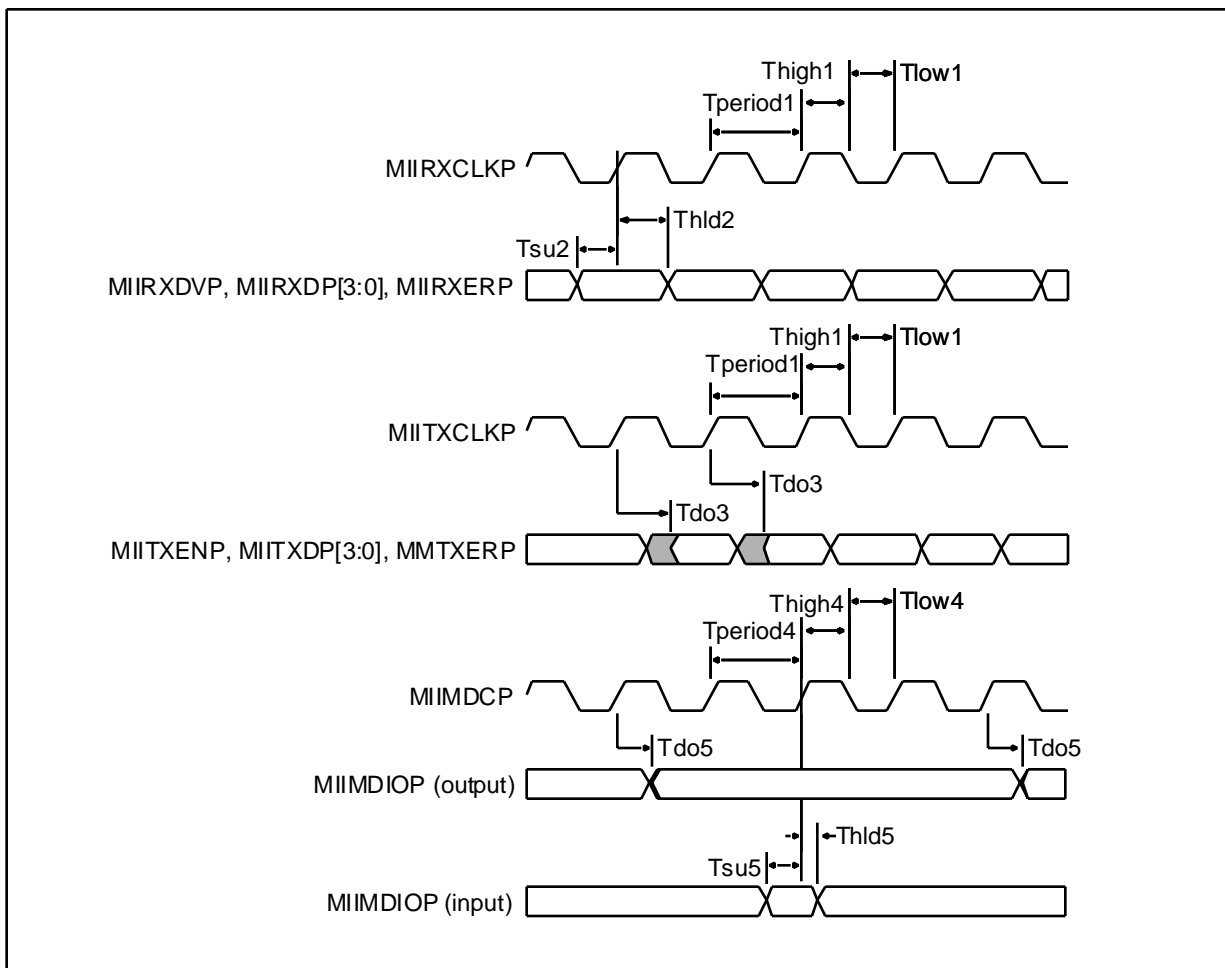 Thigh1 Tlow1
Tperiod1
MIIRXCLKP
Thld2
Tsu2
MIIRXDVP, MIIRXDP[3:0], MIIRXERP
Thigh1 Tlow1
Tperiod1
MIITXCLKP
Tdo3
Tdo3
MIITXENP, MIITXDP[3:0], MMTXERP
Thigh4 Tlow4
Tperiod4
MIIMDCP
Tdo5 Tdo5
MIIMDIOP (output)
Thld5
Tsu5
MIIMDIOP (input)